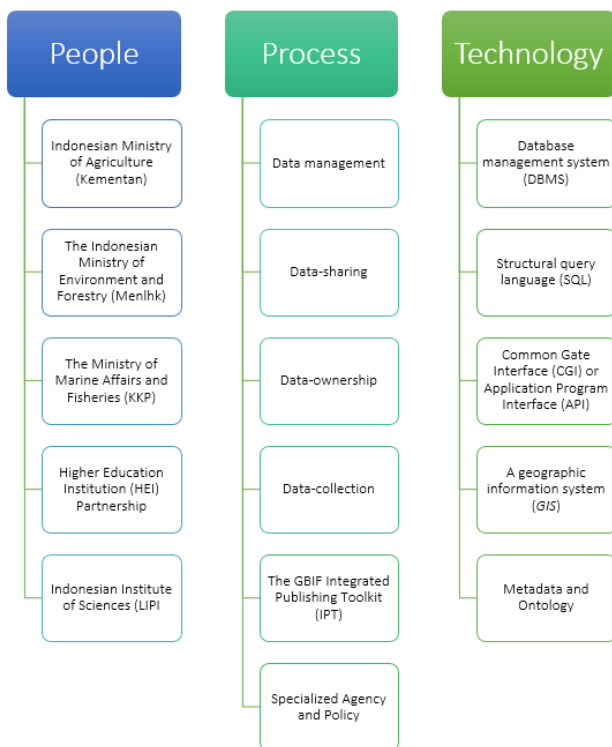 People
Indonesian Ministry
of Agriculture
(Kementan)
The Indonesian
Ministry of
Environment and
Forestry (Menlhk)
The Ministry of
Marine Affairs and
Fisheries (KKP)
Higher Education
Institution (HEI)
Partnership
Indonesian Institute
of Sciences (LIPI
Process
Data management
Data-sharing
Data-ownership
Data-collection
The GBIF Integrated
Publishing Toolkit
(IPT)
Specialized Agency
and Policy
Technology
Database
management system
(DBMS)
Structural query
language (SQL)
Common Gate
Interface (CGI) or
Application Program
Interface (API)
A geographic
information system
(GIS)
Metadata and
Ontology